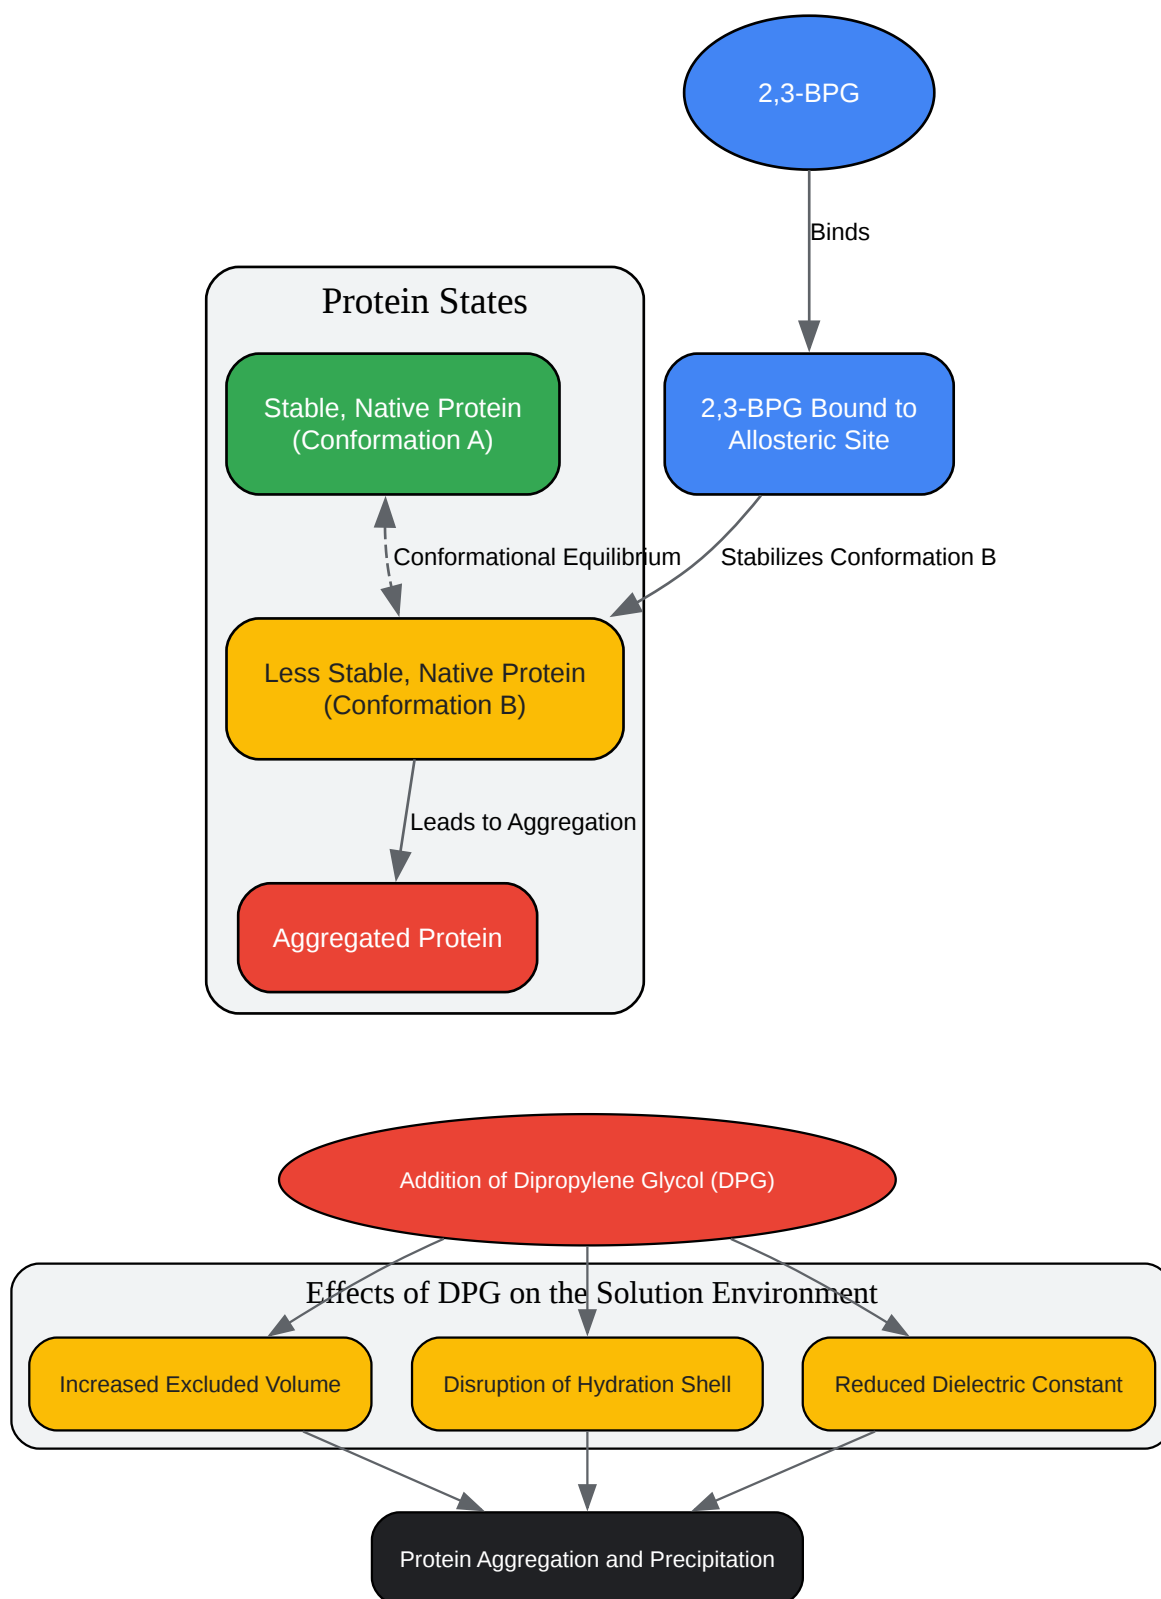 2,3-BPG
Binds
Protein States
Stable, Native Protein
(Conformation A)
2,3-BPG Bound to
Allosteric Site
Conformational Equilibrium
Stabilizes Conformation B
Less Stable, Native Protein
(Conformation B)
Leads to Aggregation
Aggregated Protein
Addition of Dipropylene Glycol (DPG)
Effects of DPG on the Solution Environment
Increased Excluded Volume
Disruption of Hydration Shell
Reduced Dielectric Constant
Protein Aggregation and Precipitation